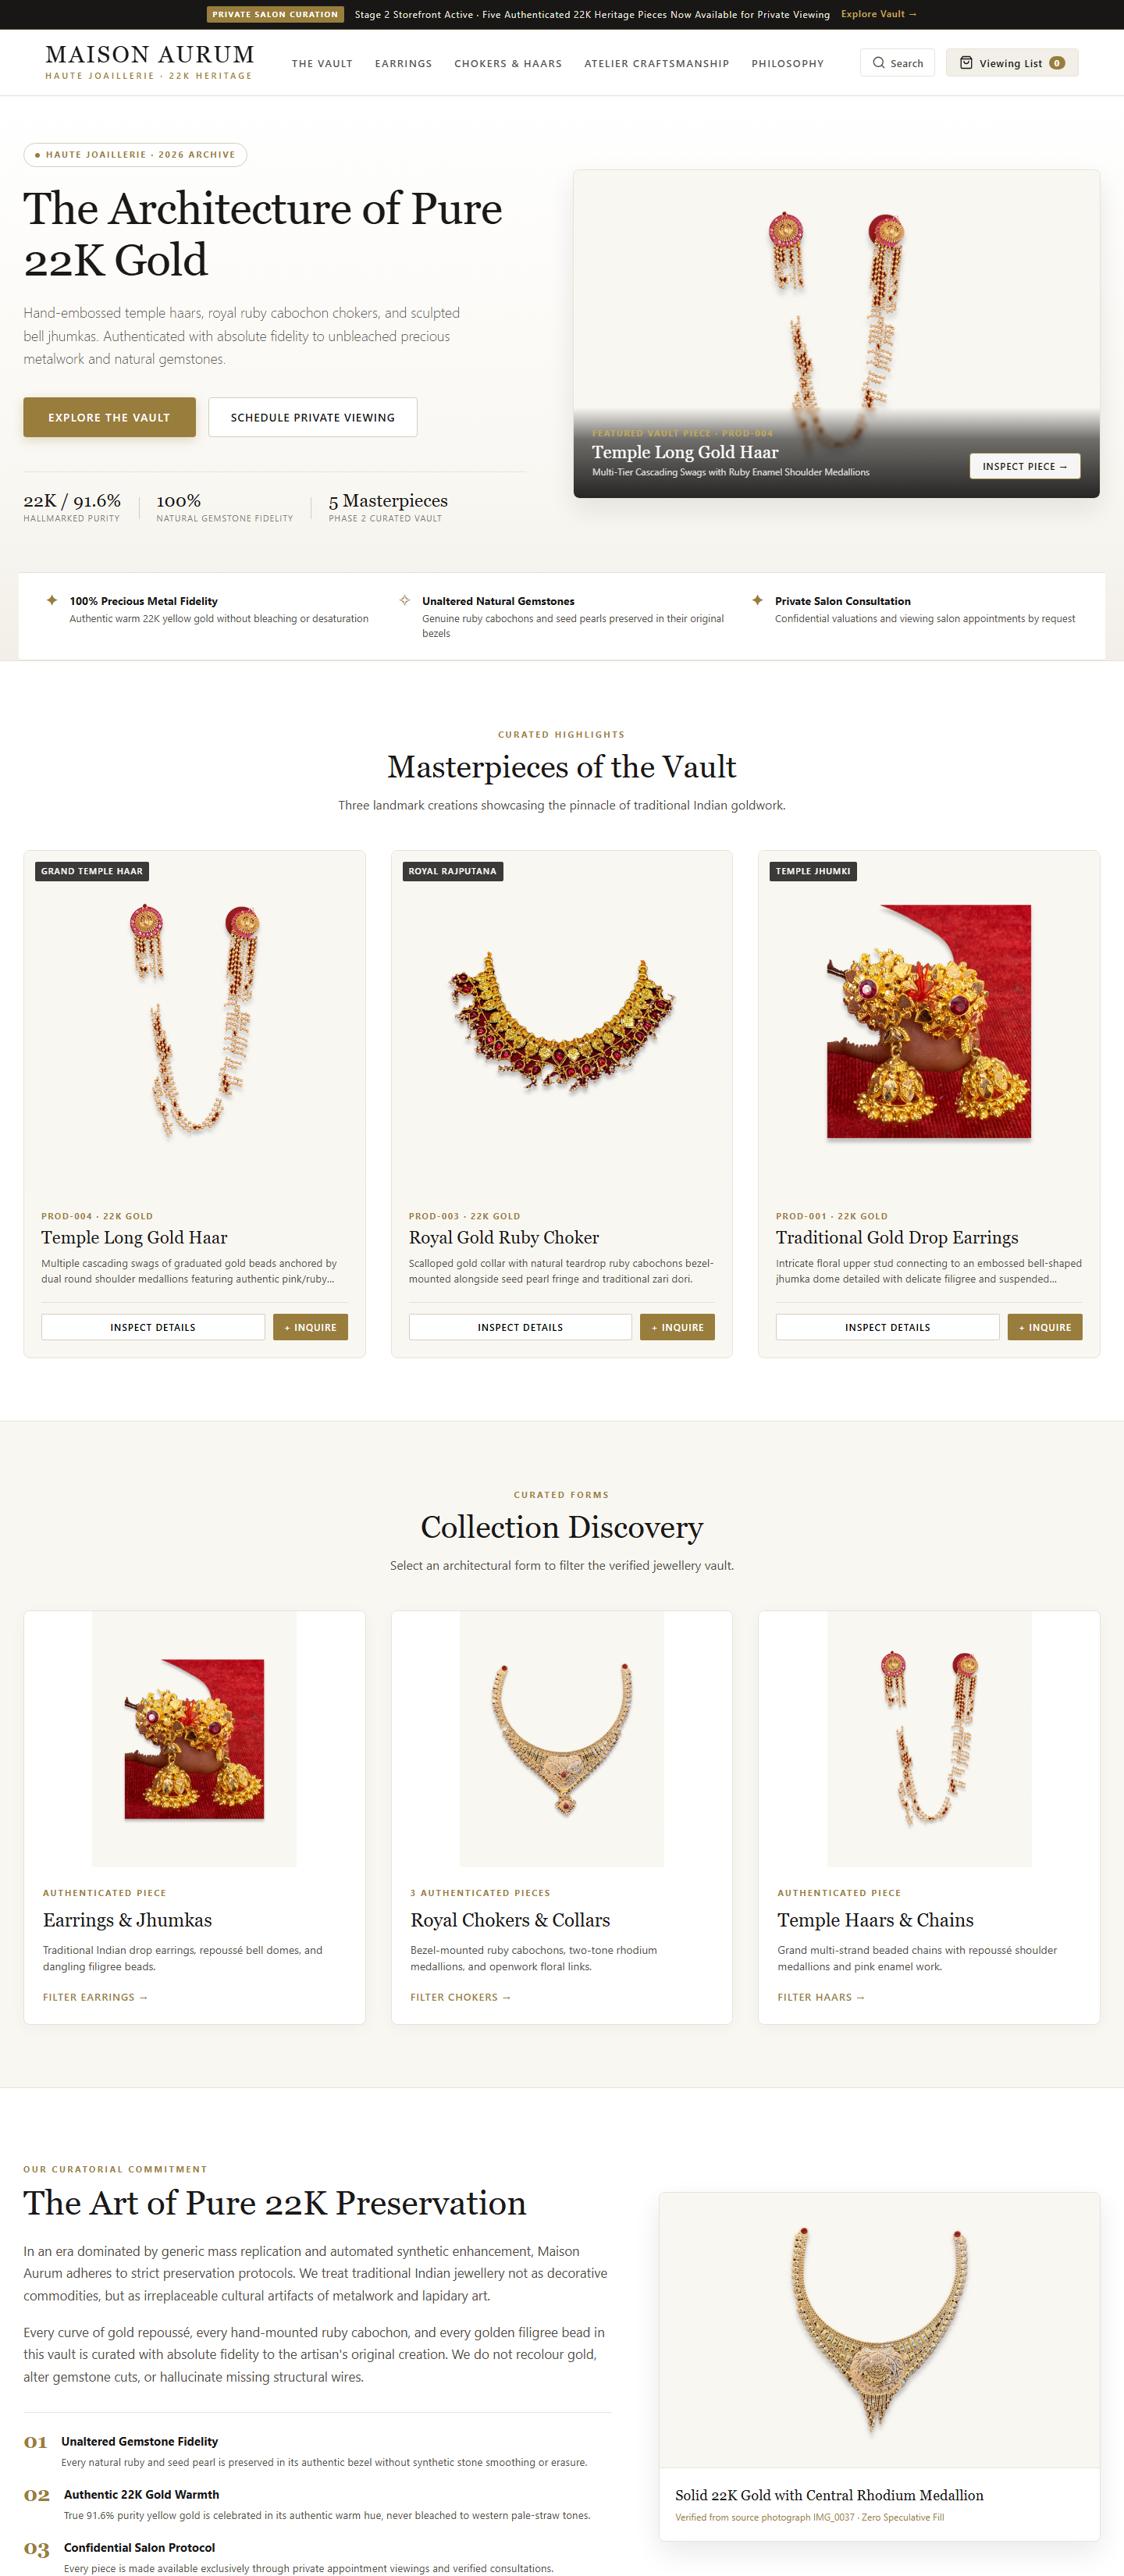 PRIVATE SALON CURATION Stage 2 Storefront Active · Five Authenticated 22K Heritage Pieces Now Available for Private Viewing Explore Vault →
MAISON AURUM
HAUTE JOAILLERIE · 22K HERITAGE
THE VAULT EARRINGS CHOKERS & HAARS ATELIER CRAFTSMANSHIP PHILOSOPHY
Search
Viewing List 0
HAUTE JOAILLERIE · 2026 ARCHIVE
The Architecture of Pure
22K Gold
Hand-embossed temple haars, royal ruby cabochon chokers, and sculpted
bell jhumkas. Authenticated with absolute fidelity to unbleached precious
metalwork and natural gemstones.
EXPLORE THE VAULT
SCHEDULE PRIVATE VIEWING
22K / 91.6%
HALLMARKED PURITY
100%
NATURAL GEMSTONE FIDELITY
5 Masterpieces
PHASE 2 CURATED VAULT
FEATURED VAULT PIECE · PROD-004
Temple Long Gold Haar
Multi-Tier Cascading Swags with Ruby Enamel Shoulder Medallions
INSPECT PIECE →
✦ 100% Precious Metal Fidelity
Authentic warm 22K yellow gold without bleaching or desaturation
✧ Unaltered Natural Gemstones
Genuine ruby cabochons and seed pearls preserved in their original
bezels
✦ Private Salon Consultation
Confidential valuations and viewing salon appointments by request
CURATED HIGHLIGHTS
Masterpieces of the Vault
Three landmark creations showcasing the pinnacle of traditional Indian goldwork.
GRAND TEMPLE HAAR
PROD-004 · 22K GOLD
Temple Long Gold Haar
Multiple cascading swags of graduated gold beads anchored by
dual round shoulder medallions featuring authentic pink/ruby...
INSPECT DETAILS
+ INQUIRE
ROYAL RAJPUTANA
PROD-003 · 22K GOLD
Royal Gold Ruby Choker
Scalloped gold collar with natural teardrop ruby cabochons bezel-
mounted alongside seed pearl fringe and traditional zari dori.
INSPECT DETAILS
+ INQUIRE
TEMPLE JHUMKI
PROD-001 · 22K GOLD
Traditional Gold Drop Earrings
Intricate floral upper stud connecting to an embossed bell-shaped
jhumka dome detailed with delicate filigree and suspended...
INSPECT DETAILS
+ INQUIRE
CURATED FORMS
Collection Discovery
Select an architectural form to filter the verified jewellery vault.
AUTHENTICATED PIECE
Earrings & Jhumkas
Traditional Indian drop earrings, repoussé bell domes, and
dangling filigree beads.
FILTER EARRINGS →
3 AUTHENTICATED PIECES
Royal Chokers & Collars
Bezel-mounted ruby cabochons, two-tone rhodium
medallions, and openwork floral links.
FILTER CHOKERS →
AUTHENTICATED PIECE
Temple Haars & Chains
Grand multi-strand beaded chains with repoussé shoulder
medallions and pink enamel work.
FILTER HAARS →
OUR CURATORIAL COMMITMENT
The Art of Pure 22K Preservation
In an era dominated by generic mass replication and automated synthetic enhancement, Maison
Aurum adheres to strict preservation protocols. We treat traditional Indian jewellery not as decorative
commodities, but as irreplaceable cultural artifacts of metalwork and lapidary art.
Every curve of gold repoussé, every hand-mounted ruby cabochon, and every golden filigree bead in
this vault is curated with absolute fidelity to the artisan's original creation. We do not recolour gold,
alter gemstone cuts, or hallucinate missing structural wires.
01 Unaltered Gemstone Fidelity
Every natural ruby and seed pearl is preserved in its authentic bezel without synthetic stone smoothing or erasure.
02 Authentic 22K Gold Warmth
True 91.6% purity yellow gold is celebrated in its authentic warm hue, never bleached to western pale-straw tones.
03 Confidential Salon Protocol
Every piece is made available exclusively through private appointment viewings and verified consultations.
Solid 22K Gold with Central Rhodium Medallion
Verified from source photograph IMG_0037 · Zero Speculative Fill